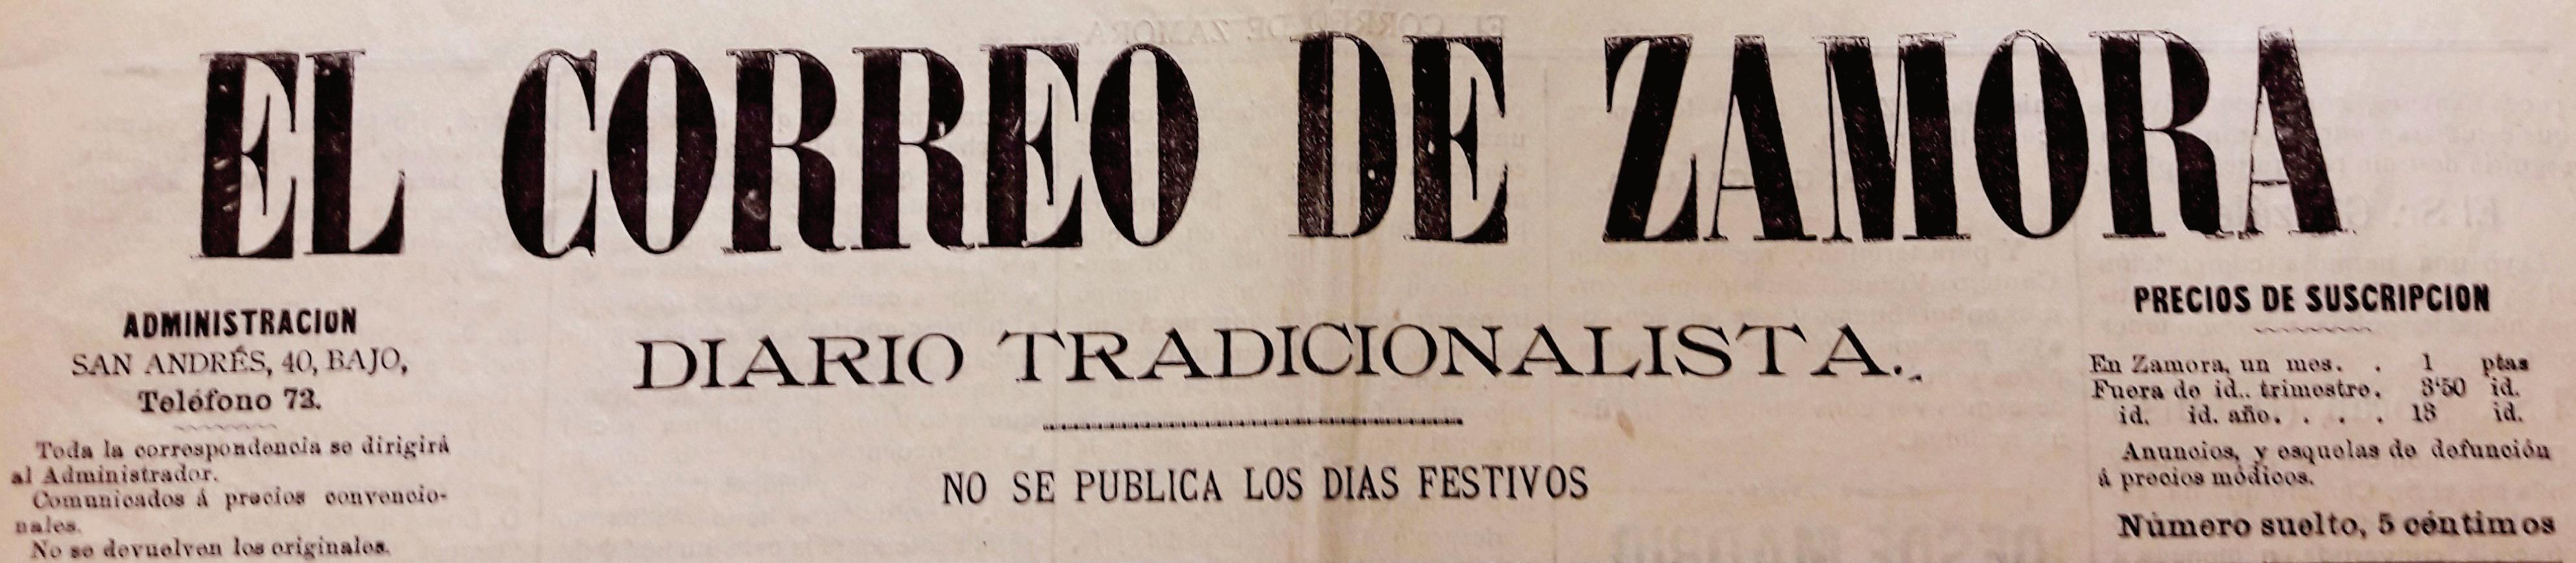 EL CORREO DE ZAMORA
ADMINISTRACION
SAN ANDRÉS, 40, BAJO,
Teléfono 73.
Toda la correspondencia se dirigirá
al Administrador.
Comunicados á precios convencio-
nales.
No se devuelven los originales.
DIARIO TRADICIONALISTA.
NO SE PUBLICA LOS DIAS FESTIVOS
PRECIOS DE SUSCRIPCION
En Zamora, un mes. . 1 ptas
Fuera de id.. trimestre. 3'50 id.
id. id. año. . . . 13 id.
Anuncios, y esquelas de defunción
á precios módicos.
Número suelto, 5 céntimos